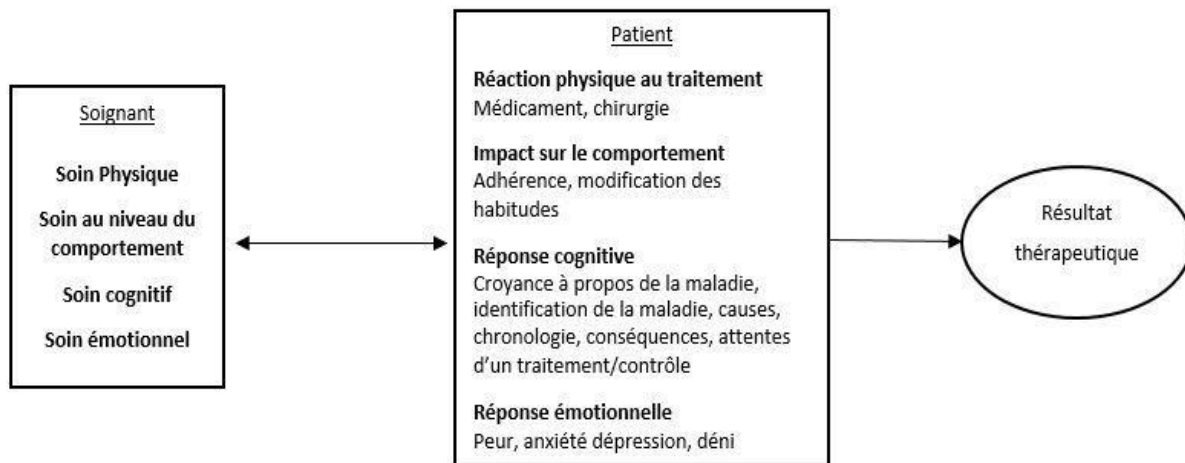 Soignant
Soin Physique
Soin au niveau du
comportement
Soin cognitif
Soin émotionnel
Patient
Réaction physique au traitement
Médicament, chirurgie
Impact sur le comportement
Adhérence, modification des
habitudes
Réponse cognitive
Croyance à propos de la maladie,
identification de la maladie, causes,
chronologie, conséquences, attentes
d’un traitement/contrôle
Réponse émotionnelle
Peur, anxiété dépression, déni
Résultat
thérapeutique